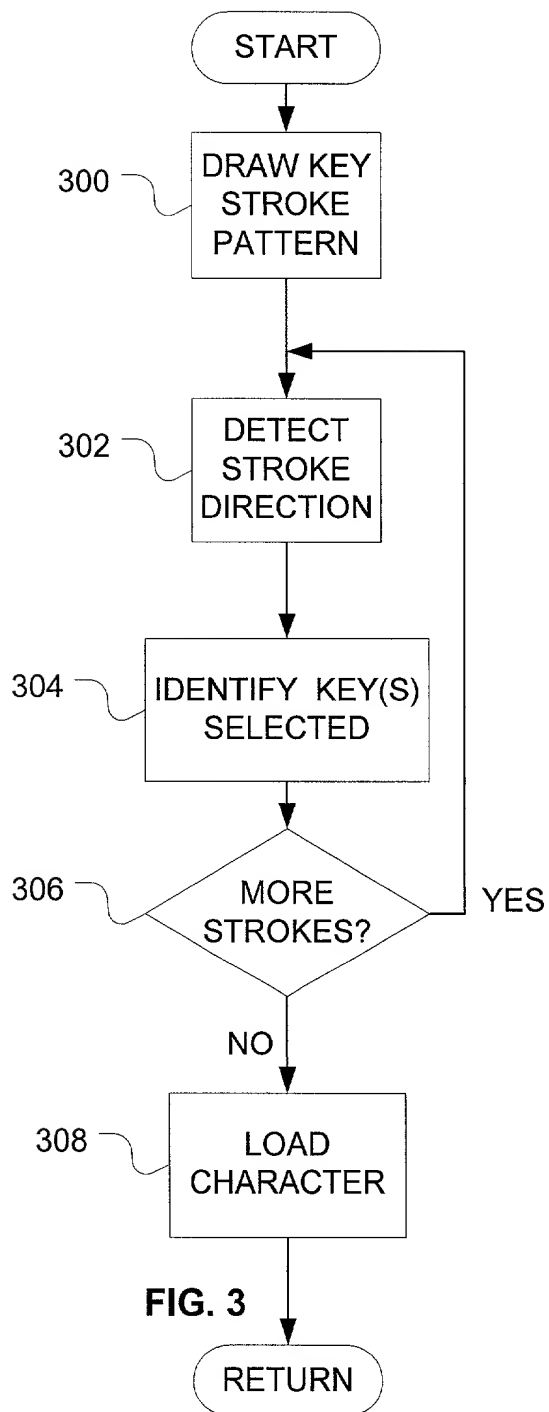 START
300
DRAW KEY
STROKE
PATTERN
302
DETECT
STROKE
DIRECTION
304
IDENTIFY KEY(S)
SELECTED
306
MORE
STROKES?
YES
NO
308
LOAD
CHARACTER
FIG. 3
RETURN